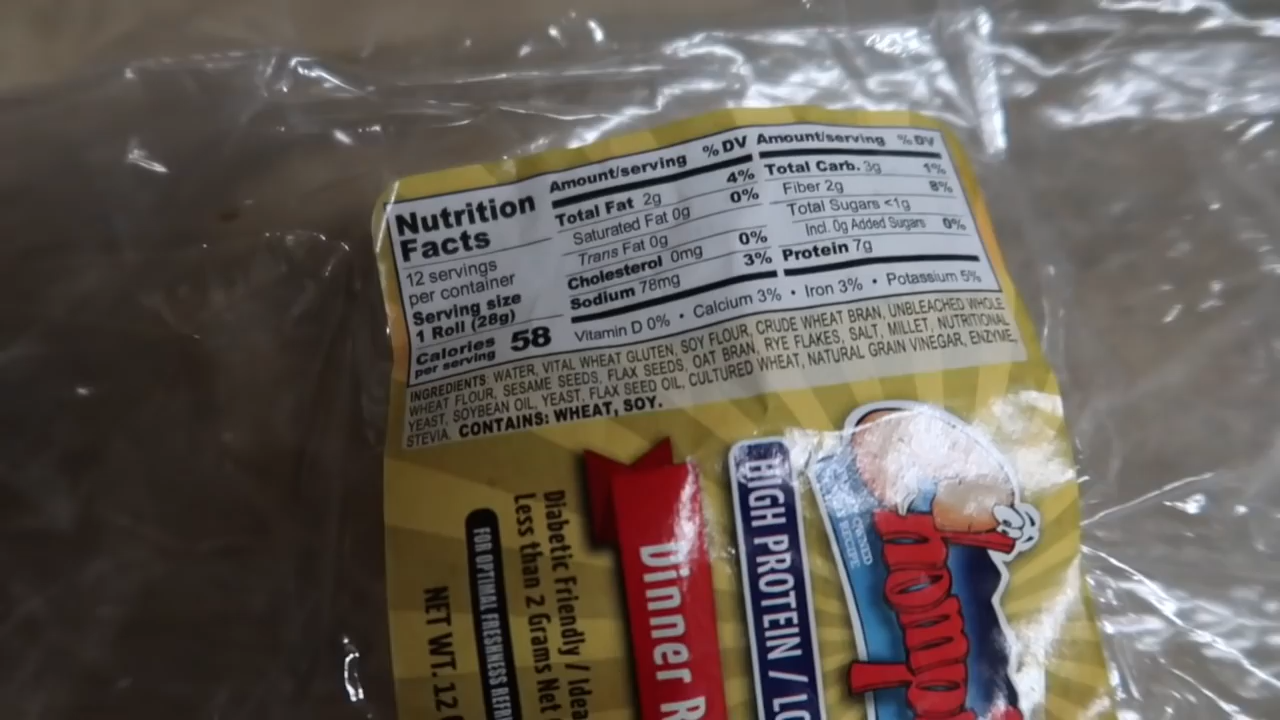 Nutrition
Facts
12 servings
per container
Serving size
1 Roll (28g)
Calories
per serving 58
Amount/serving % DV
Total Fat 2g 4%
Saturated Fat 0g 0%
Trans Fat 0g
Cholesterol 0mg 0%
Sodium 78mg 3%
Amount/serving % DV
Total Carb. 3g 1%
Fiber 2g 8%
Total Sugars <1g
Incl. 0g Added Sugars 0%
Protein 7g
Vitamin D 0% • Calcium 3% • Iron 3% • Potassium 5%
INGREDIENTS: WATER, VITAL WHEAT GLUTEN, SOY FLOUR, CRUDE WHEAT BRAN, UNBLEACHED WHOLE
WHEAT FLOUR, SESAME SEEDS, FLAX SEEDS, OAT BRAN, RYE FLAKES, SALT, MILLET, NUTRITIONAL
YEAST, SOYBEAN OIL, YEAST, FLAX SEED OIL, CULTURED WHEAT, NATURAL GRAIN VINEGAR, ENZYME,
STEVIA. CONTAINS: WHEAT, SOY.
OWNED
RECIPE
HIGH PROTEIN /
Dinner
Diabetic Friendly /
Less than 2 Grams Net
FOR OPTIMAL FRESHNESS
NET WT. 12